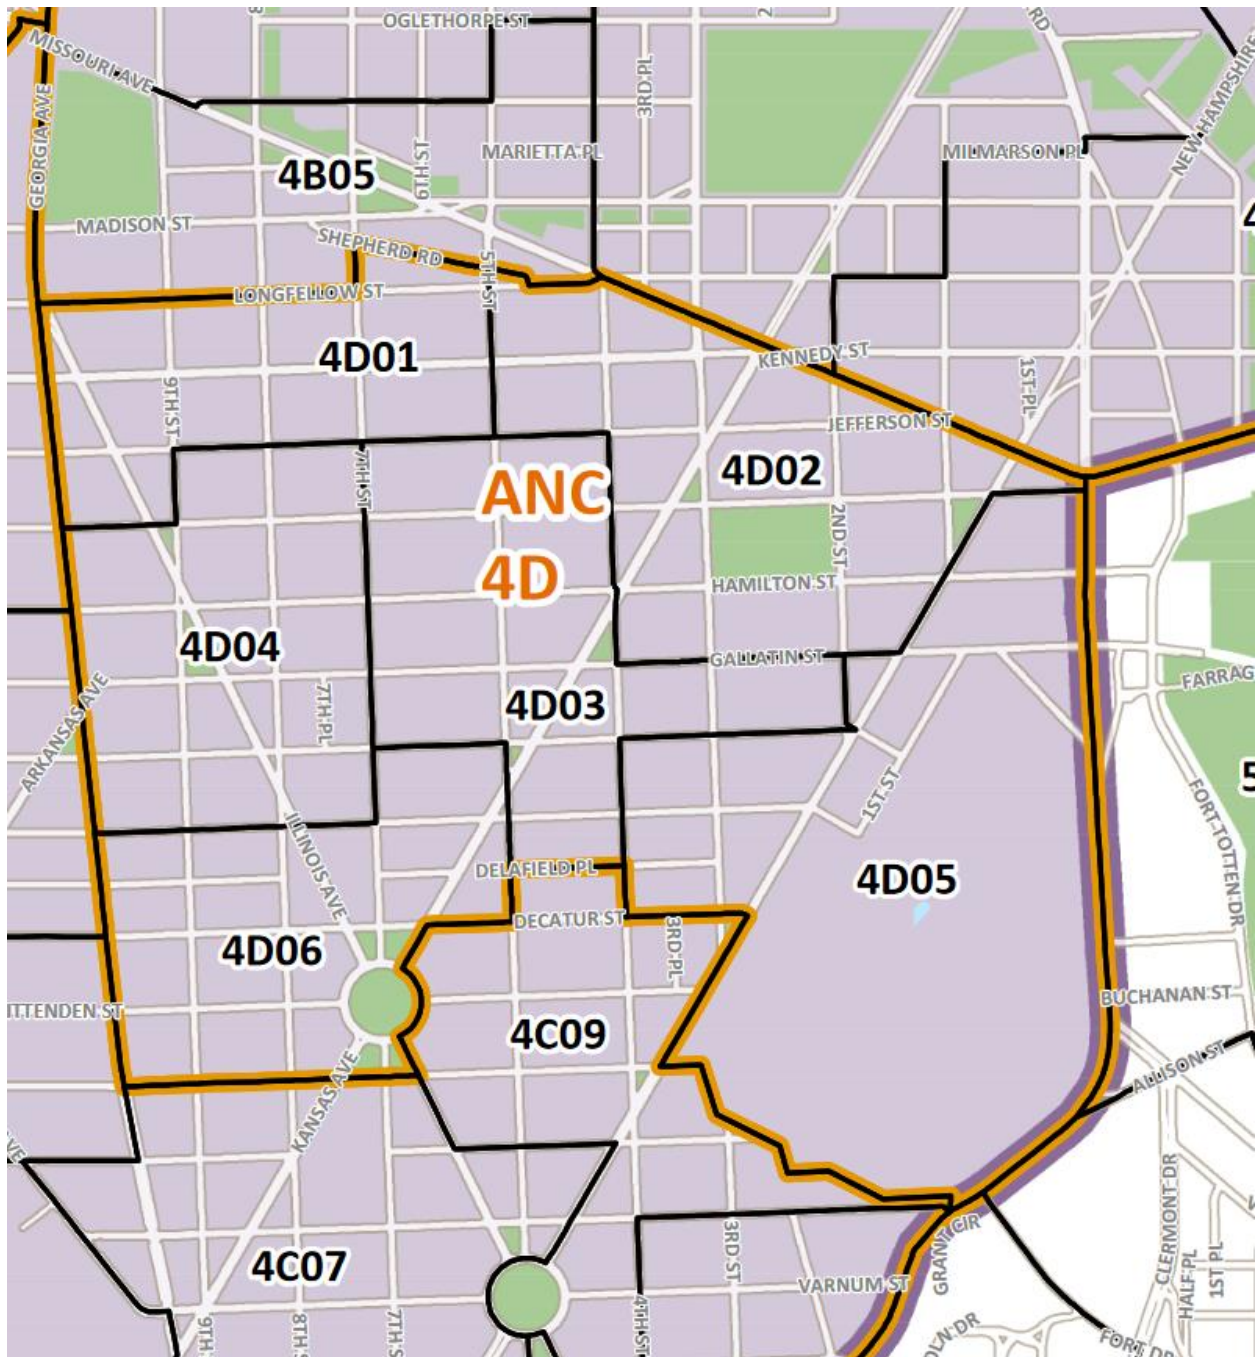 OGLETHORPE ST
MISSOURI AVE
3RD PL
GEORGIA AVE
NEW HAMPSHIRE
6TH ST
MARIETTA PL
MILMARSON PL
4B05
MADISON ST
SHEPHERD RD
5TH ST
LONGFELLOW ST
4D01
KENNEDY ST
1ST PL
9TH ST
JEFFERSON ST
7TH ST
ANC
4D
4D02
2ND ST
HAMILTON ST
4D04
GALLATIN ST
FARRAG
7TH PL
4D03
ARKANSAS AVE
1ST ST
FORT TOTTEN DR
ILLINOIS AVE
DELAFIELD PL
4D05
DECATUR ST
3RD PL
4D06
BUCHANAN ST
ITTENDEN ST
4C09
ALLISON ST
KANSAS AVE
CLERMONT DR
3RD ST
GRANT CIR
4C07
VARNUM ST
HALF PL
1ST PL
9TH S
8TH S
7TH S
4TH ST
OLN DR
FORT DR